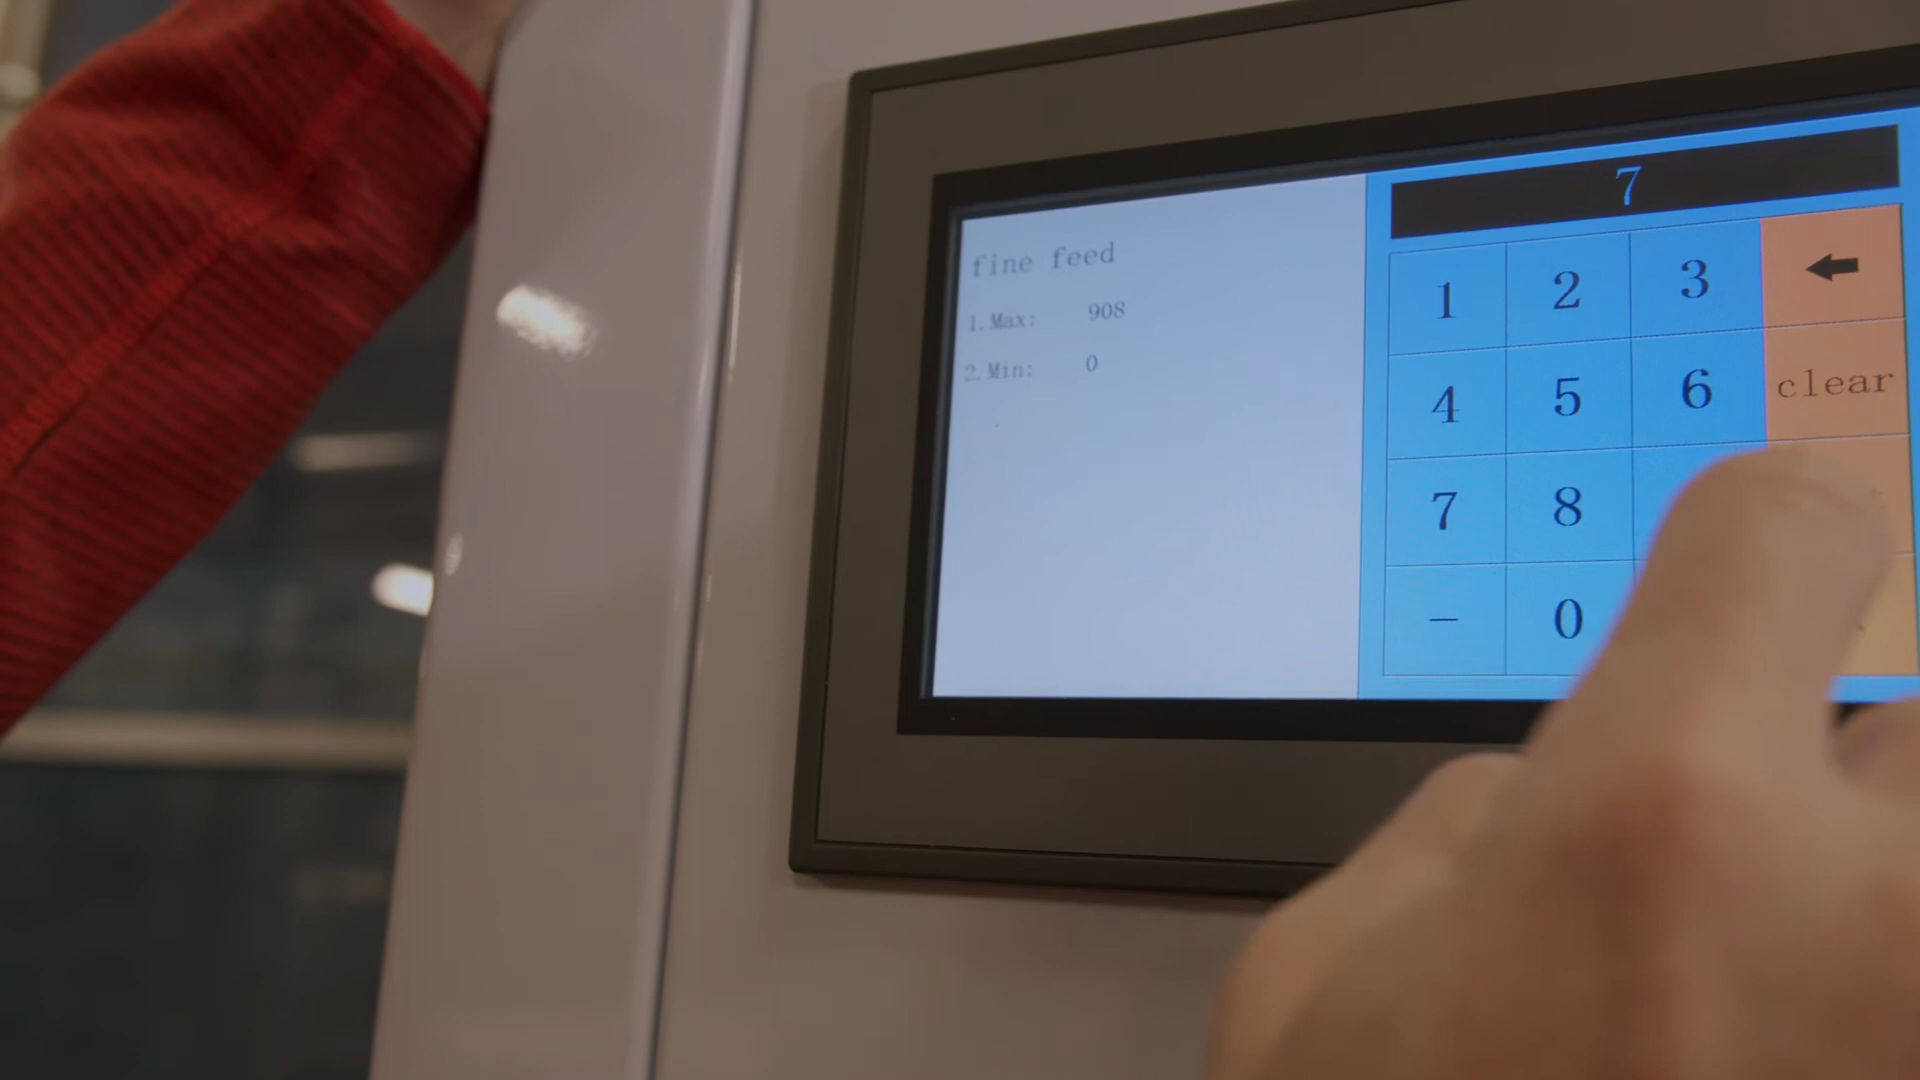 fine feed
1.Max: 908
2.Min: 0
7
1 2 3
4 5 6 clear
7 8
- 0